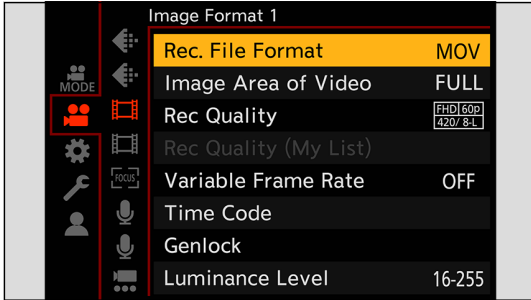 Image Format 1
MODE
FOCUS
Rec. File Format MOV
Image Area of Video FULL
Rec Quality FHD 60p 420/ 8-L
Rec Quality (My List)
Variable Frame Rate OFF
Time Code
Genlock
Luminance Level 16-255